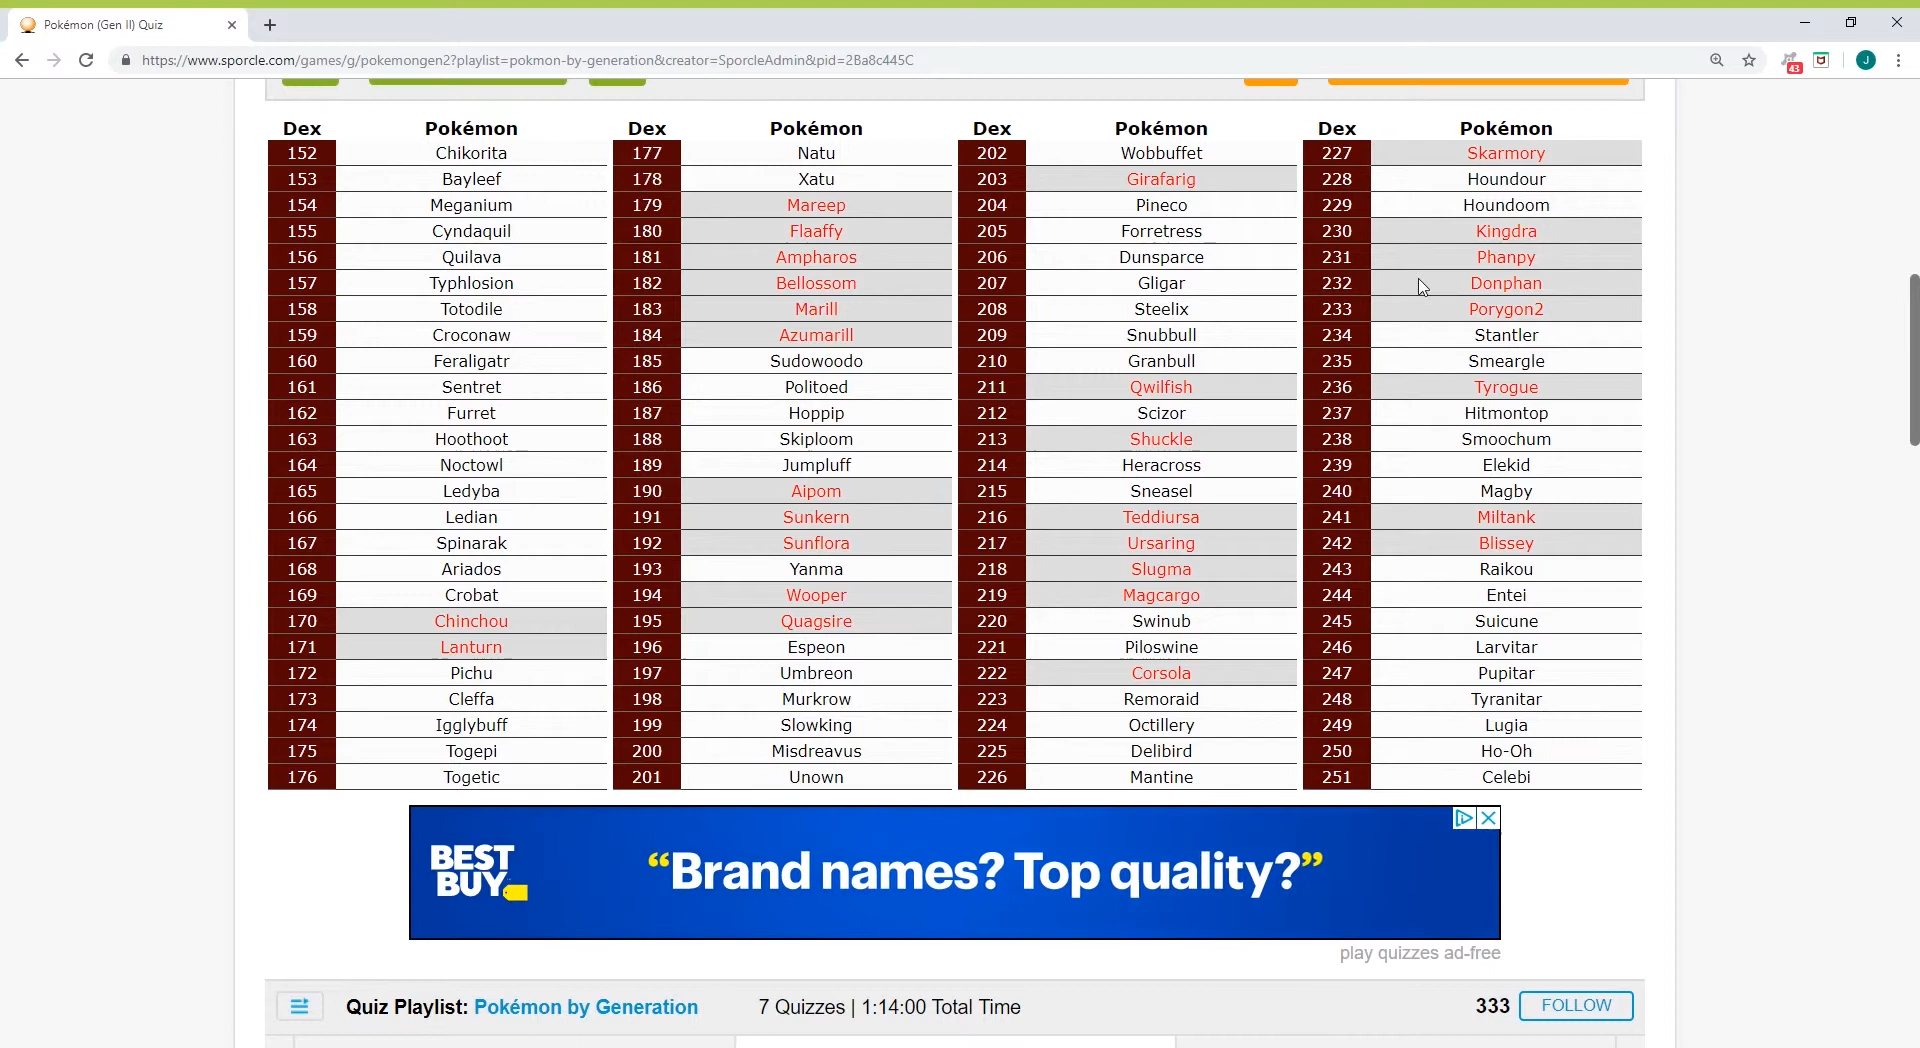 Pokémon (Gen II) Quiz
https://www.sporcle.com/games/g/pokemongen2?playlist=pokmon-by-generation&creator=SporcleAdmin&pid=2Ba8c445C
43
J
Dex Pokémon Dex Pokémon Dex Pokémon Dex Pokémon
152 Chikorita 177 Natu 202 Wobbuffet 227 Skarmory
153 Bayleef 178 Xatu 203 Girafarig 228 Houndour
154 Meganium 179 Mareep 204 Pineco 229 Houndoom
155 Cyndaquil 180 Flaaffy 205 Forretress 230 Kingdra
156 Quilava 181 Ampharos 206 Dunsparce 231 Phanpy
157 Typhlosion 182 Bellossom 207 Gligar 232 Donphan
158 Totodile 183 Marill 208 Steelix 233 Porygon2
159 Croconaw 184 Azumarill 209 Snubbull 234 Stantler
160 Feraligatr 185 Sudowoodo 210 Granbull 235 Smeargle
161 Sentret 186 Politoed 211 Qwilfish 236 Tyrogue
162 Furret 187 Hoppip 212 Scizor 237 Hitmontop
163 Hoothoot 188 Skiploom 213 Shuckle 238 Smoochum
164 Noctowl 189 Jumpluff 214 Heracross 239 Elekid
165 Ledyba 190 Aipom 215 Sneasel 240 Magby
166 Ledian 191 Sunkern 216 Teddiursa 241 Miltank
167 Spinarak 192 Sunflora 217 Ursaring 242 Blissey
168 Ariados 193 Yanma 218 Slugma 243 Raikou
169 Crobat 194 Wooper 219 Magcargo 244 Entei
170 Chinchou 195 Quagsire 220 Swinub 245 Suicune
171 Lanturn 196 Espeon 221 Piloswine 246 Larvitar
172 Pichu 197 Umbreon 222 Corsola 247 Pupitar
173 Cleffa 198 Murkrow 223 Remoraid 248 Tyranitar
174 Igglybuff 199 Slowking 224 Octillery 249 Lugia
175 Togepi 200 Misdreavus 225 Delibird 250 Ho-Oh
176 Togetic 201 Unown 226 Mantine 251 Celebi
BEST
BUY
“Brand names? Top quality?”
play quizzes ad-free
Quiz Playlist: Pokémon by Generation 7 Quizzes | 1:14:00 Total Time 333 FOLLOW